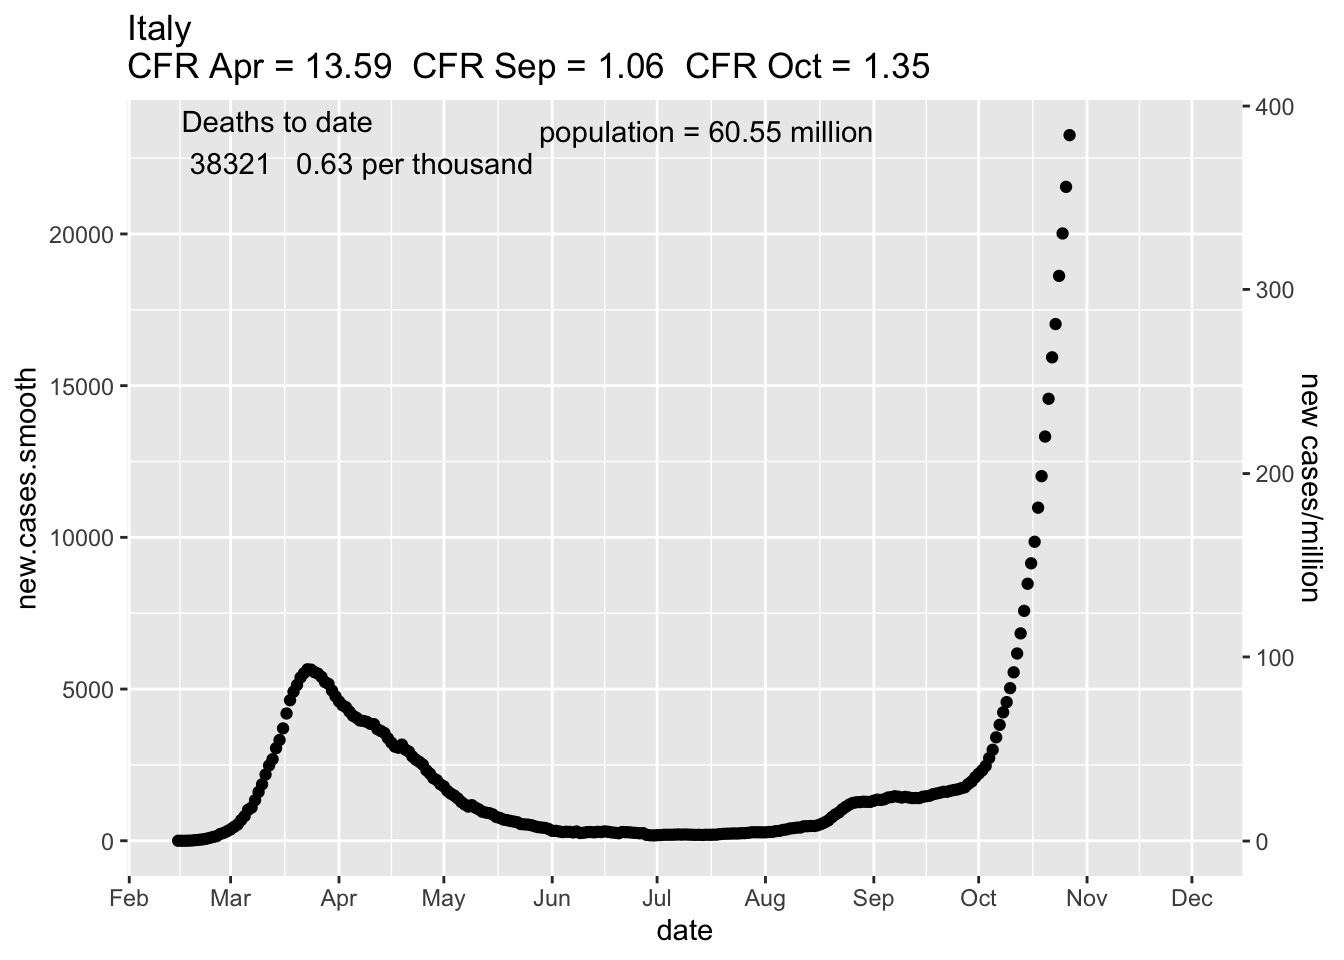 Italy
CFR Apr = 13.59  CFR Sep = 1.06  CFR Oct = 1.35
Deaths to date
population = 60.55 million
38321   0.63 per thousand
new.cases.smooth
20000
15000
10000
5000
0
400
300
200
100
0
new cases/million
Feb Mar Apr May Jun Jul Aug Sep Oct Nov Dec
date